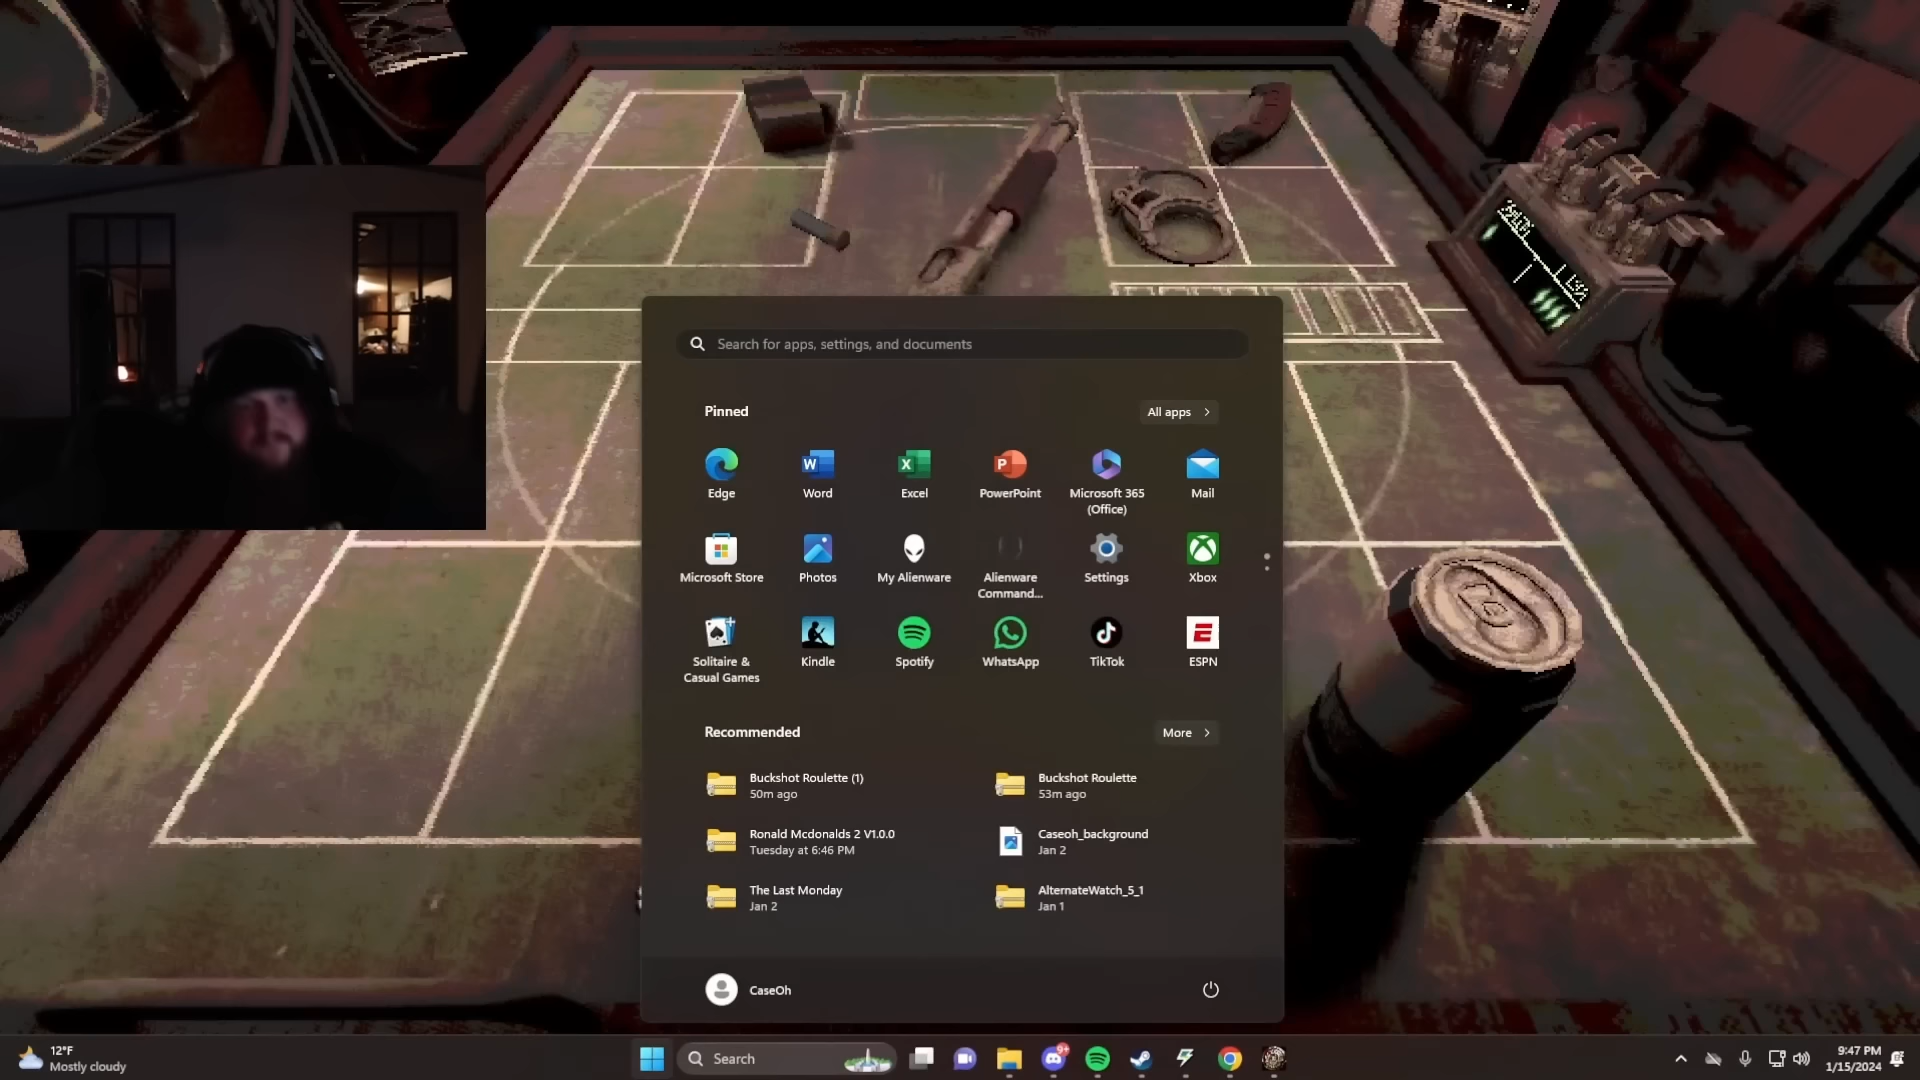 Search for apps, settings, and documents
Pinned
All apps
Edge
Word
Excel
PowerPoint
Microsoft 365
(Office)
Mail
Microsoft Store
Photos
My Alienware
Alienware
Command...
Settings
Xbox
Solitaire &
Casual Games
Kindle
Spotify
WhatsApp
TikTok
ESPN
Recommended
More
Buckshot Roulette (1)
50m ago
Buckshot Roulette
53m ago
Ronald Mcdonalds 2 V1.0.0
Tuesday at 6:46 PM
Caseoh_background
Jan 2
The Last Monday
Jan 2
AlternateWatch_5_1
Jan 1
CaseOh
12°F
Mostly cloudy
Search
9+
9:47 PM
1/15/2024